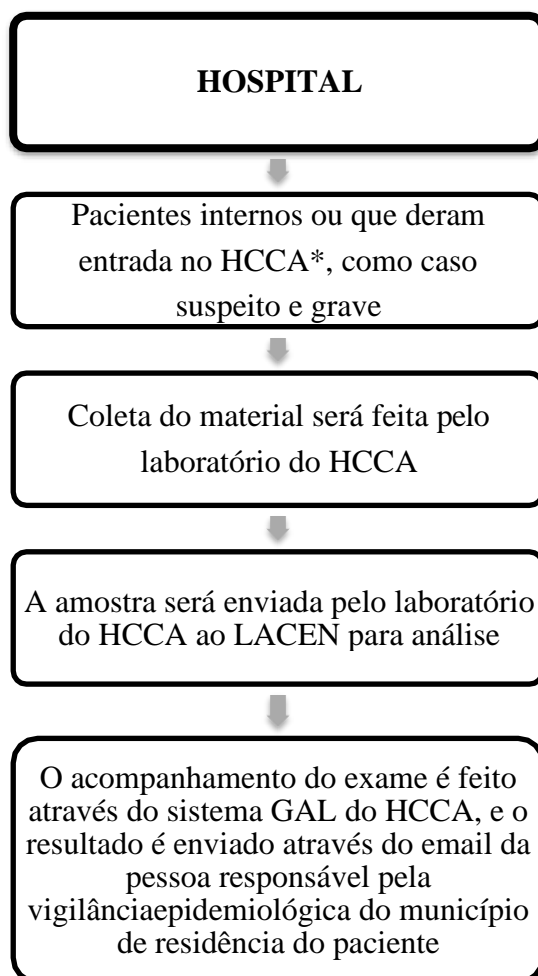 HOSPITAL
Pacientes internos ou que deram
entrada no HCCA*, como caso
suspeito e grave
Coleta do material será feita pelo
laboratório do HCCA
A amostra será enviada pelo laboratório
do HCCA ao LACEN para análise
O acompanhamento do exame é feito
através do sistema GAL do HCCA, e o
resultado é enviado através do email da
pessoa responsável pela
vigilânciaepidemiológica do município
de residência do paciente